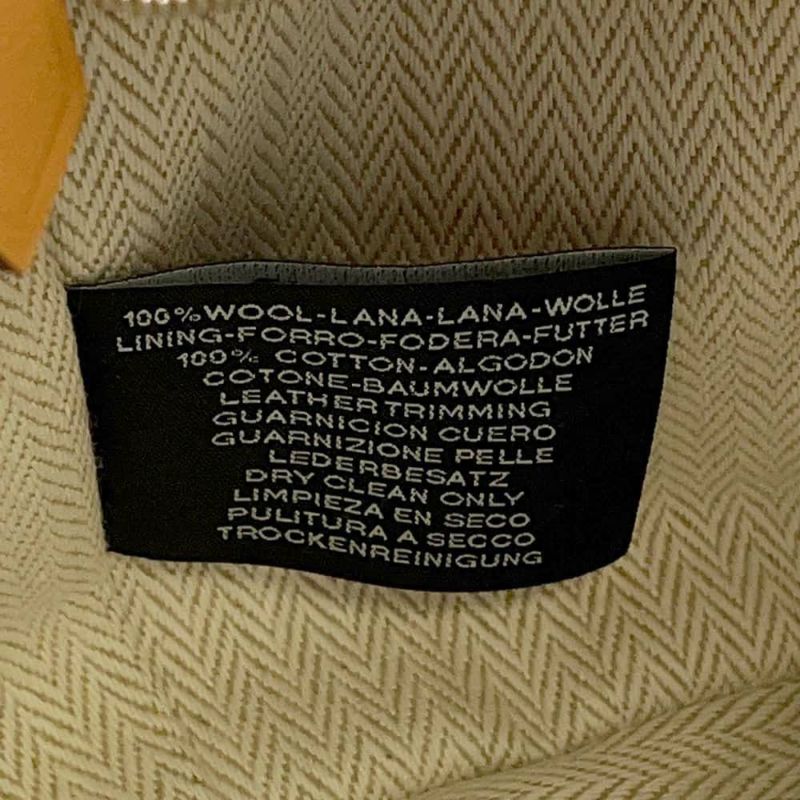 100%WOOL-LANA-LANA-WOLLE
LINING-FORRO-FODERA-FUTTER
100% COTTON-ALGODON
COTONE-BAUMWOLLE
LEATHER TRIMMING
GUARNICION CUERO
GUARNIZIONE PELLE
LEDERBESATZ
DRY CLEAN ONLY
LIMPIEZA EN SECO
PULITURA A SECCO
TROCKENREINIGUNG